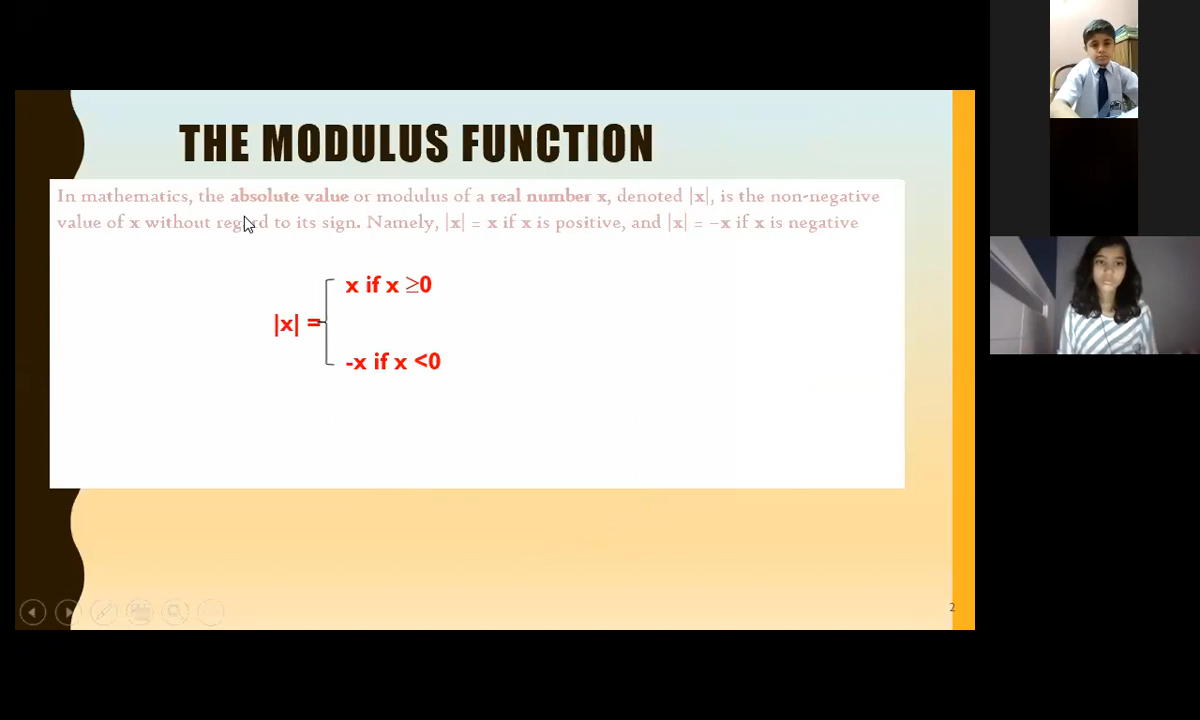 THE MODULUS FUNCTION
In mathematics, the absolute value or modulus of a real number x, denoted |x|, is the non-negative
value of x without regard to its sign. Namely, |x| = x if x is positive, and |x| = −x if x is negative
x if x ≥0
|x| =
-x if x <0
2